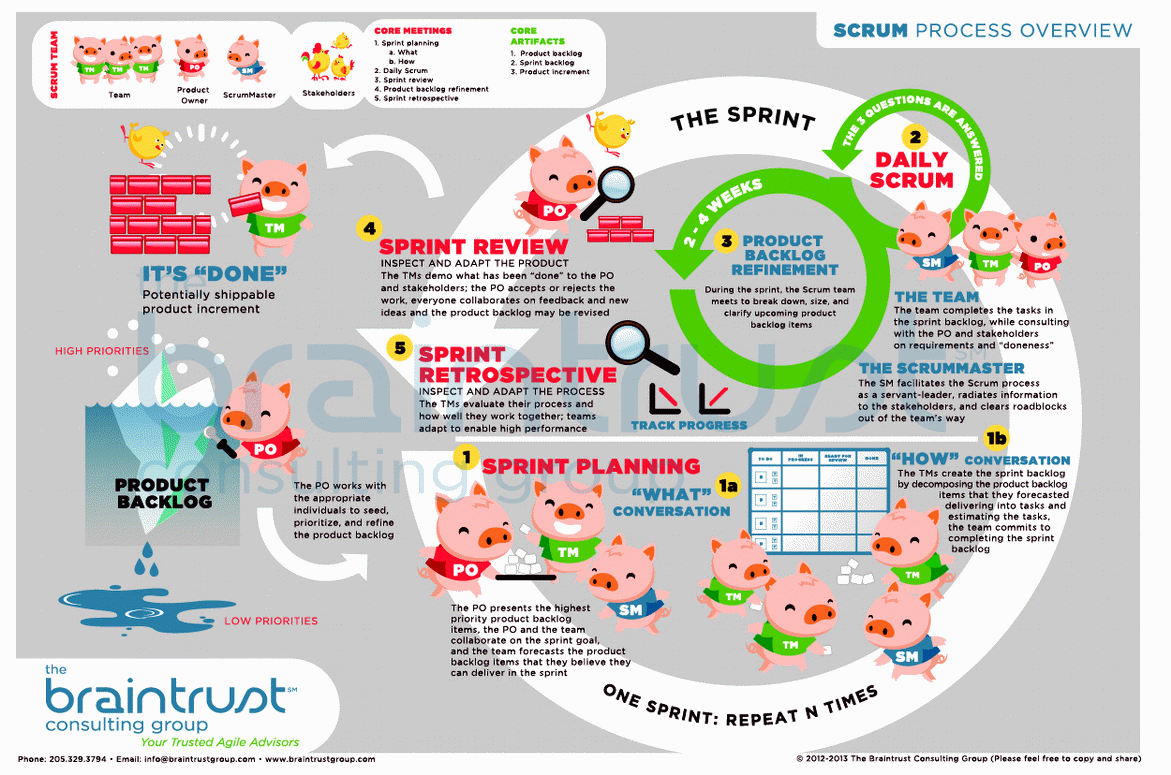 SCRUM PROCESS OVERVIEW
SCRUM TEAM
TM
TM
TM
Team
PO
Product
Owner
SM
ScrumMaster
Stakeholders
CORE MEETINGS
1. Sprint planning
a. What
b. How
2. Daily Scrum
3. Sprint review
4. Product backlog refinement
5. Sprint retrospective
CORE
ARTIFACTS
1. Product backlog
2. Sprint backlog
3. Product increment
THE SPRINT
THE 3 QUESTIONS ARE ANSWERED
2
DAILY
SCRUM
SM
TM
PO
THE TEAM
The team completes the tasks in
the sprint backlog, while consulting
with the PO and stakeholders
on requirements and “doneness”
THE SCRUMMASTER
The SM facilitates the Scrum process
as a servant-leader, radiates information
to the stakeholders, and clears roadblocks
out of the team's way
2 - 4 WEEKS
3 PRODUCT
BACKLOG
REFINEMENT
During the sprint, the Scrum team
meets to break down, size, and
clarify upcoming product
backlog items
TRACK PROGRESS
PO
4
SPRINT REVIEW
INSPECT AND ADAPT THE PRODUCT
The TMs demo what has been “done” to the PO
and stakeholders; the PO accepts or rejects the
work, everyone collaborates on feedback and new
ideas and the product backlog may be revised
5
SPRINT
RETROSPECTIVE
INSPECT AND ADAPT THE PROCESS
The TMs evaluate their process and
how well they work together; teams
adapt to enable high performance
TM
IT'S “DONE”
Potentially shippable
product increment
HIGH PRIORITIES
PO
PRODUCT
BACKLOG
The PO works with
the appropriate
individuals to seed,
prioritize, and refine
the product backlog
LOW PRIORITIES
1
SPRINT PLANNING
“WHAT” 1a
CONVERSATION
PO
TM
SM
The PO presents the highest
priority product backlog
items, the PO and the team
collaborate on the sprint goal,
and the team forecasts the product
backlog items that they believe they
can deliver in the sprint
1b
“HOW” CONVERSATION
The TMs create the sprint backlog
by decomposing the product backlog
items that they forecasted
delivering into tasks and
estimating the tasks,
the team commits to
completing the sprint
backlog
TO DO
IN
PROGRESS
READY FOR
REVIEW
DONE
TM
TM
TM
SM
ONE SPRINT: REPEAT N TIMES
the
braintrust SM
consulting group
the
braintrust SM
consulting group
Your Trusted Agile Advisors
Phone: 205.329.3794 • Email: info@braintrustgroup.com • www.braintrustgroup.com
© 2012-2013 The Braintrust Consulting Group (Please feel free to copy and share)